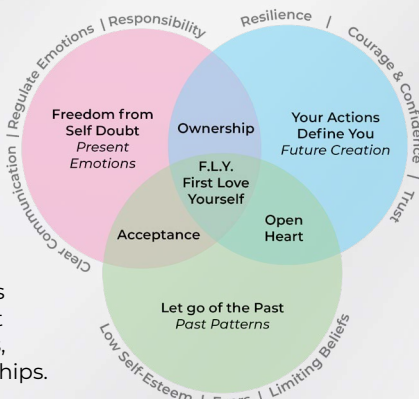 Clear Communication | Regulate Emotions | Responsibility
Resilience | Courage & Confidence | Trust
Freedom from
Self Doubt
Present
Emotions
Ownership
Your Actions
Define You
Future Creation
F.L.Y.
First Love
Yourself
Acceptance
Open
Heart
Let go of the Past
Past Patterns
Low Self-Esteem | Fears | Limiting Beliefs
hips.